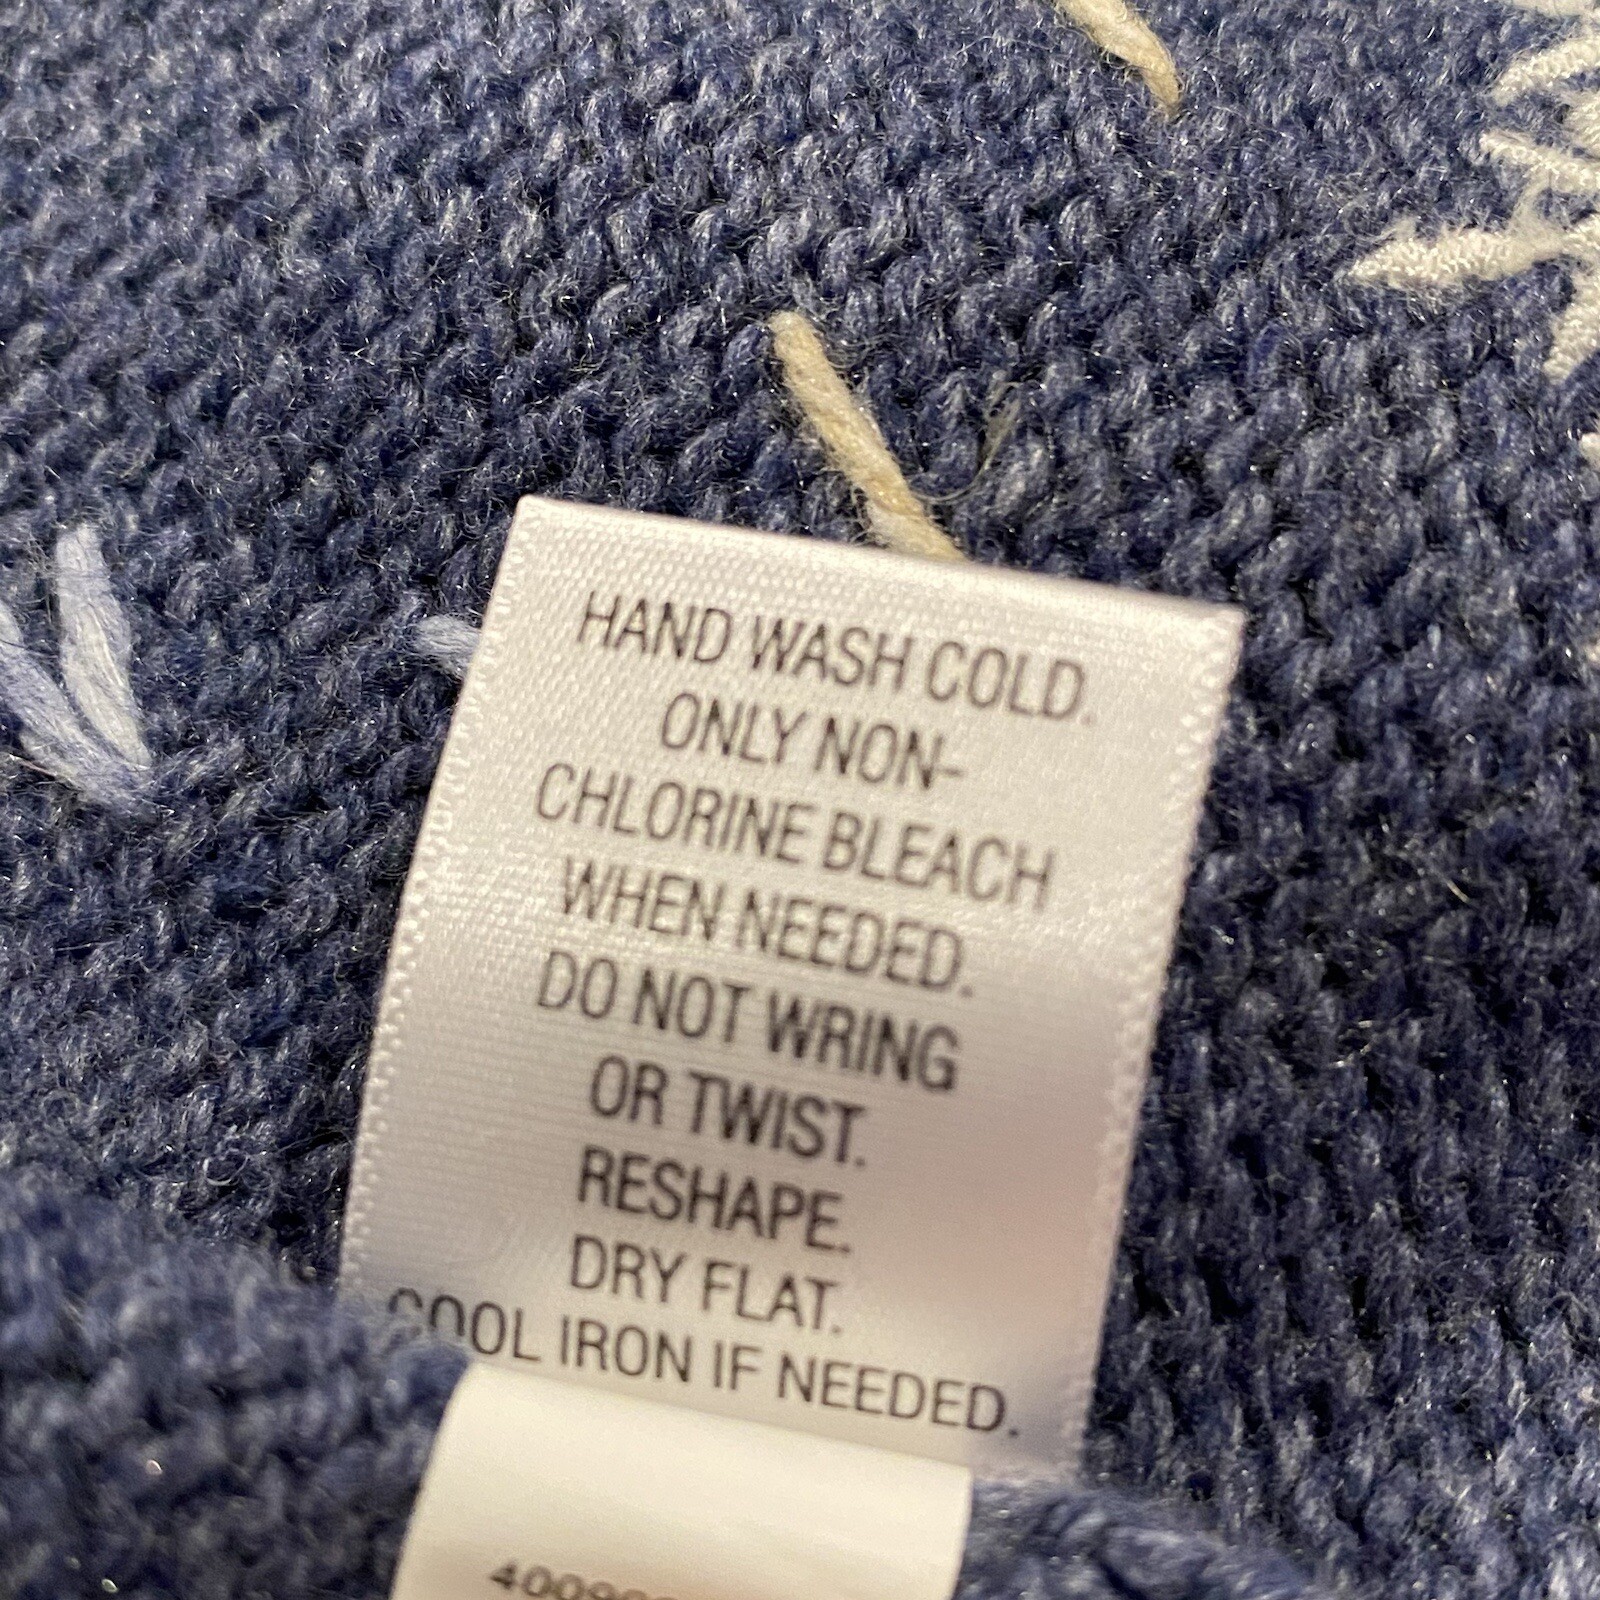 HAND WASH COLD.
ONLY NON-
CHLORINE BLEACH
WHEN NEEDED.
DO NOT WRING
OR TWIST.
RESHAPE.
DRY FLAT.
COOL IRON IF NEEDED.